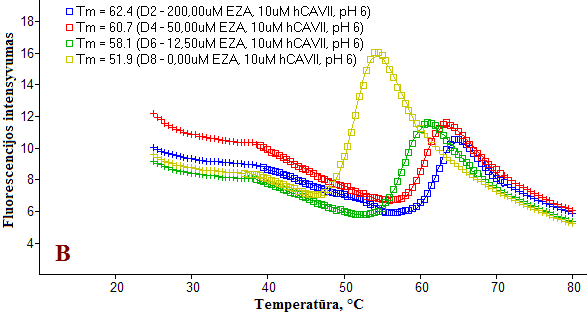 Tm = 62.4 (D2 - 200,00uM EZA, 10uM hCAVII, pH 6)
Tm = 60.7 (D4 - 50,00uM EZA, 10uM hCAVII, pH 6)
Tm = 58.1 (D6 - 12,50uM EZA, 10uM hCAVII, pH 6)
Tm = 51.9 (D8 - 0,00uM EZA, 10uM hCAVII, pH 6)
Fluorescencijos intensyvumas
16
14
12
10
8
6
4
B
20 30 40 50 60 70 80
Temperatūra, °C